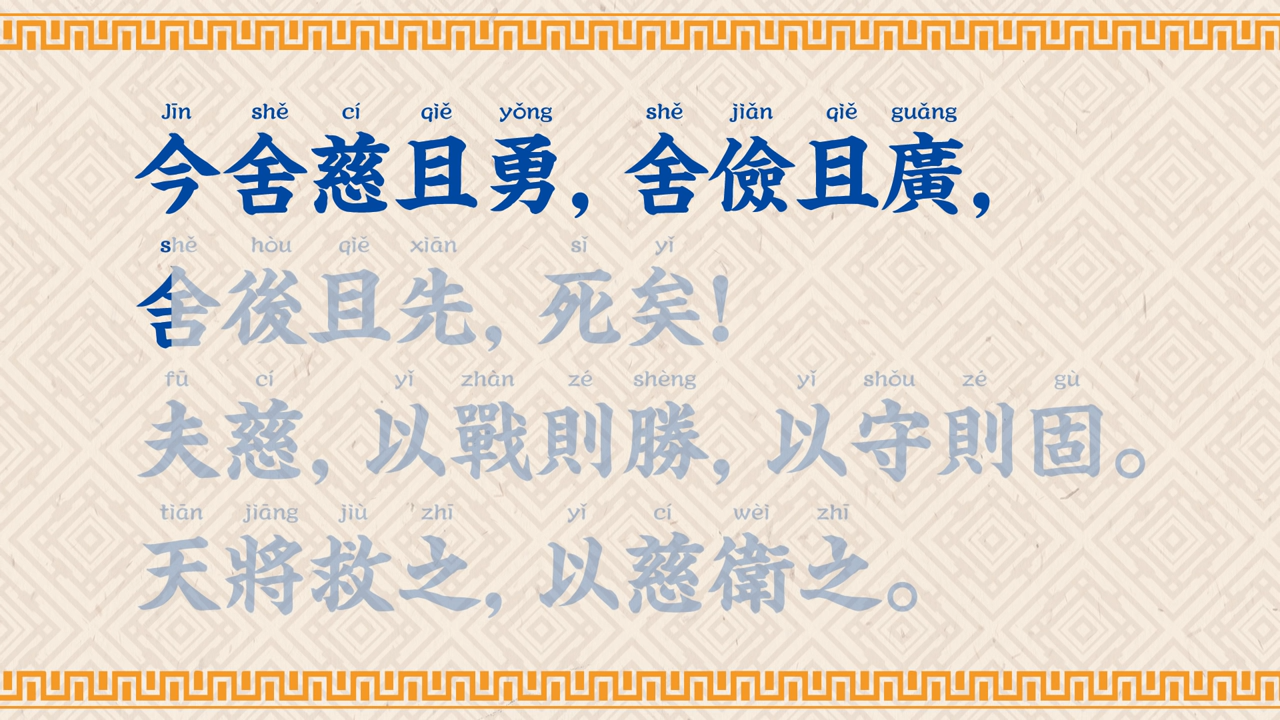 Jīn shě cí qiě yǒng shě jiǎn qiě guǎng
今舍慈且勇，舍儉且廣，
shě hòu qiě xiān sǐ yǐ
舍後且先，死矣！
fū cí yǐ zhàn zé shèng yǐ shǒu zé gù
夫慈，以戰則勝，以守則固。
tiān jiāng jiù zhī yǐ cí wèi zhī
天將救之，以慈衛之。